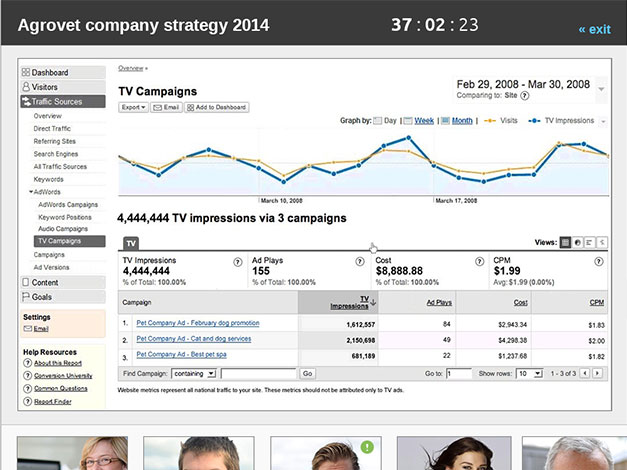 Agrovet company strategy 2014
37 : 02 : 23
« exit
Dashboard
Visitors
Traffic Sources
Overview
Direct Traffic
Referring Sites
Search Engines
All Traffic Sources
Keywords
AdWords
AdWords Campaigns
Keyword Positions
Audio Campaigns
TV Campaigns
Campaigns
Ad Versions
Content
Goals
Settings
Email
Help Resources
About this Report
Conversion University
Common Questions
Report Finder
Overview »
TV Campaigns
Feb 29, 2008 - Mar 30, 2008
Comparing to: Site
Export Email Add to Dashboard
Graph by: Day Week Month Visits TV Impressions
March 10, 2008 March 17, 2008
4,444,444 TV impressions via 3 campaigns
TV Views:
TV Impressions Ad Plays Cost CPM
4,444,444 155 $8,888.88 $1.99
% of Total: 100.00% % of Total: 100.00% % of Total: 100.00% Avg: $1.99 (0.00%)
Campaign TV Impressions Ad Plays Cost CPM
1. Pet Company Ad - February dog promotion 1,612,557 84 $2,943.34 $1.83
2. Pet Company Ad - Cat and dog services 2,150,698 49 $4,298.38 $2.00
3. Pet Company Ad - Best pet spa 681,189 22 $1,237.68 $1.82
Find Campaign: containing Go Go to: 1 Show rows: 10 1 - 3 of 3
Website metrics represent all national traffic to your site. These metrics should not be attributed only to TV ads.